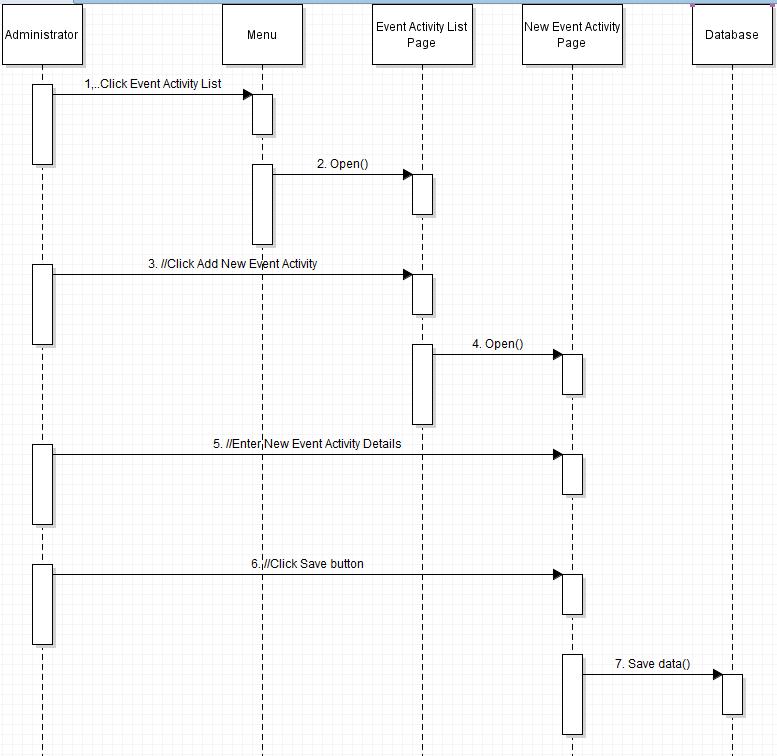 Administrator
Menu
Event Activity List
Page
New Event Activity
Page
Database
1,..Click Event Activity List
2. Open()
3. //Click Add New Event Activity
4. Open()
5. //Enter New Event Activity Details
6. //Click Save button
7. Save data()